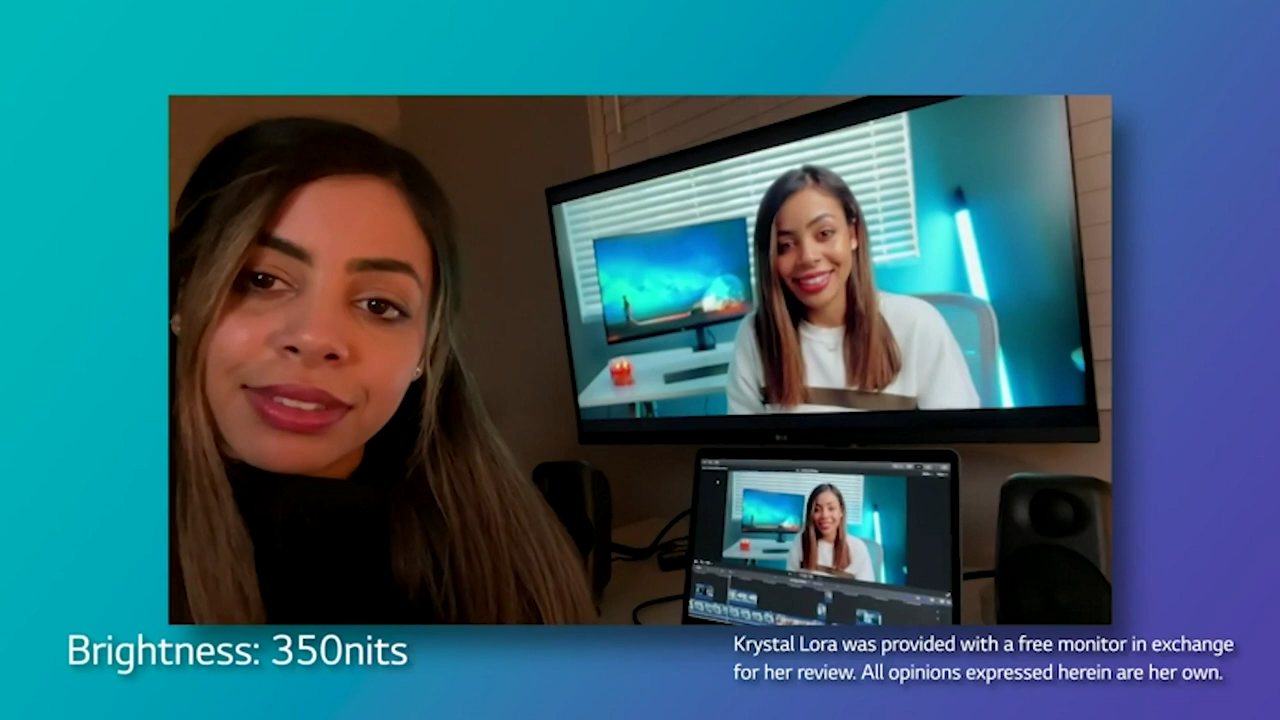 LG
Brightness: 350nits
Krystal Lora was provided with a free monitor in exchange
for her review. All opinions expressed herein are her own.